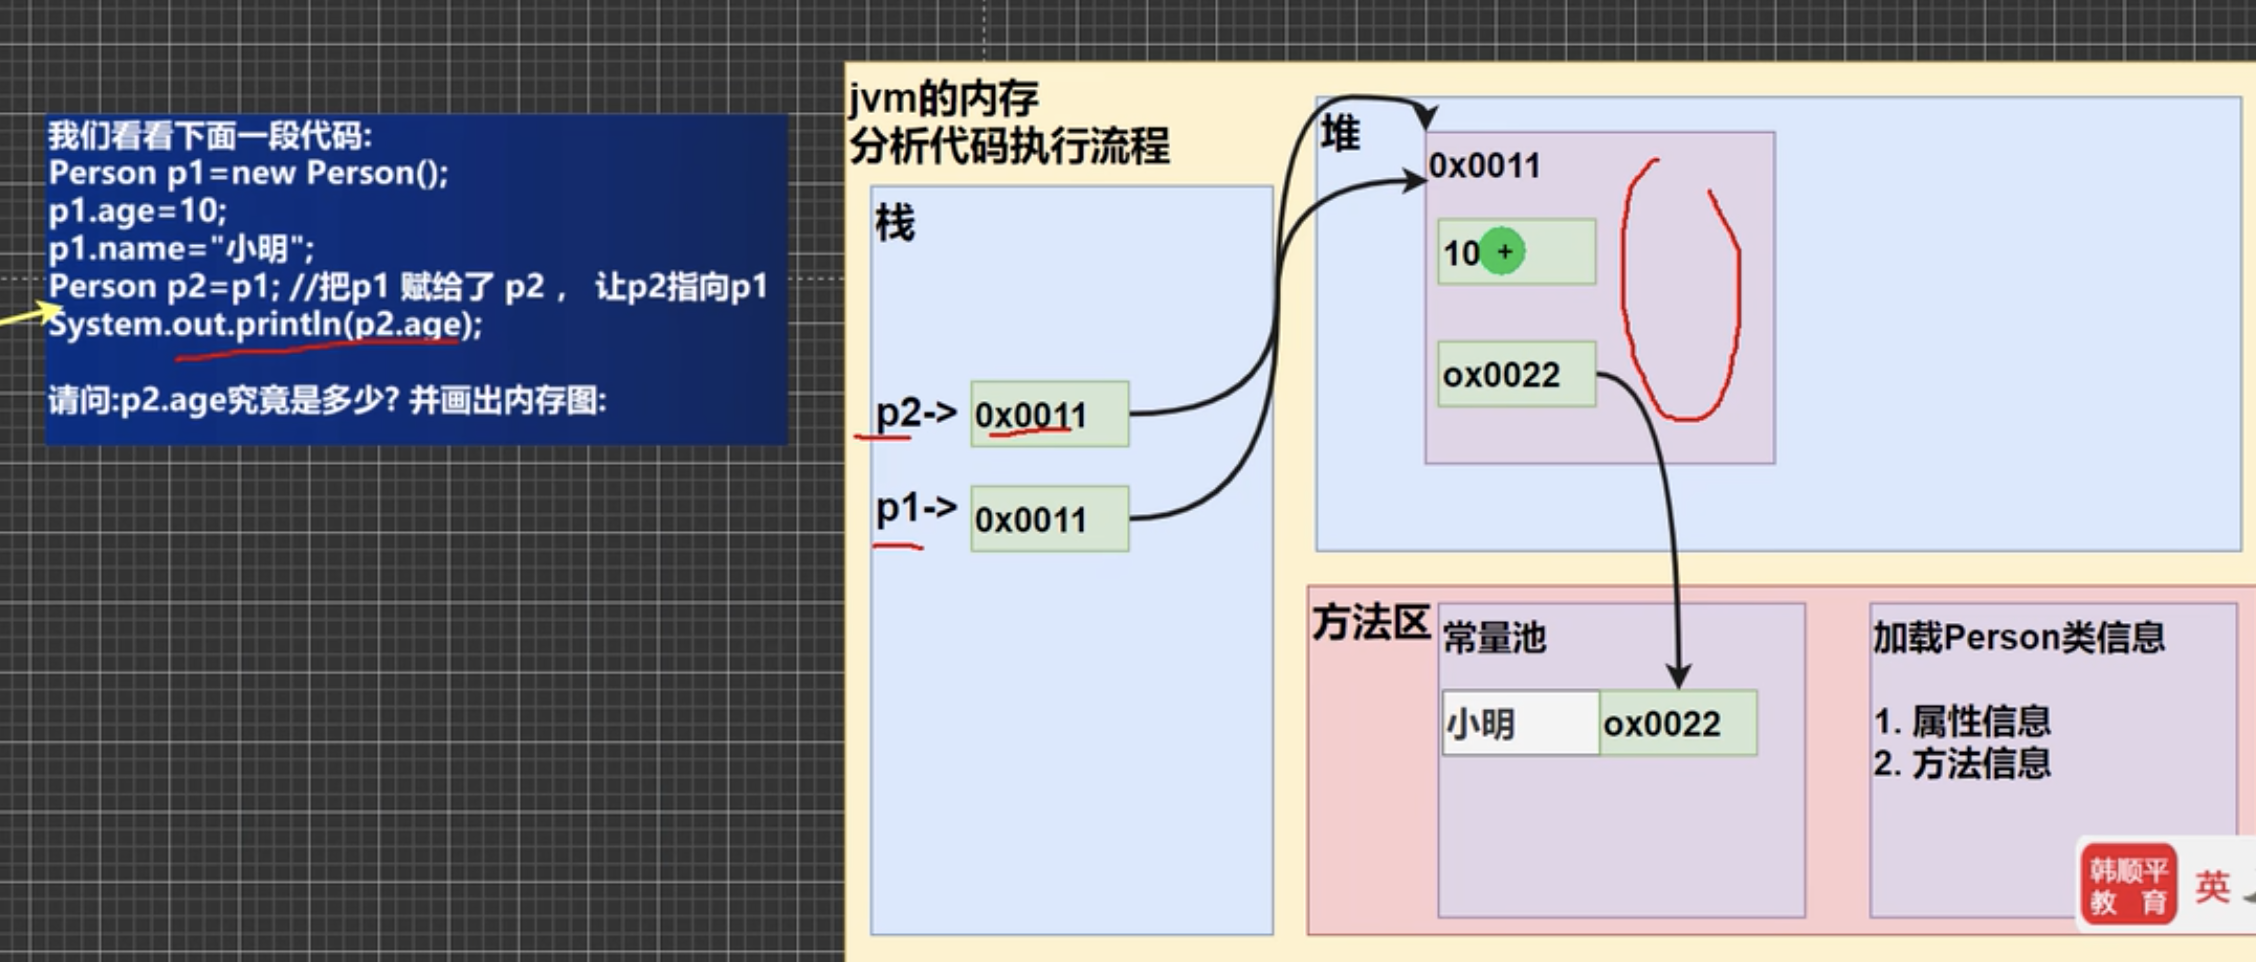 我们看看下面一段代码:
Person p1=new Person();
p1.age=10;
p1.name="小明";
Person p2=p1; //把p1 赋给了 p2 ， 让p2指向p1
System.out.println(p2.age);
请问:p2.age究竟是多少? 并画出内存图:
jvm的内存
分析代码执行流程
栈
p2-> 0x0011
p1-> 0x0011
堆
0x0011
10
ox0022
方法区
常量池
小明 ox0022
加载Person类信息
1. 属性信息
2. 方法信息
韩顺平
教 育
英